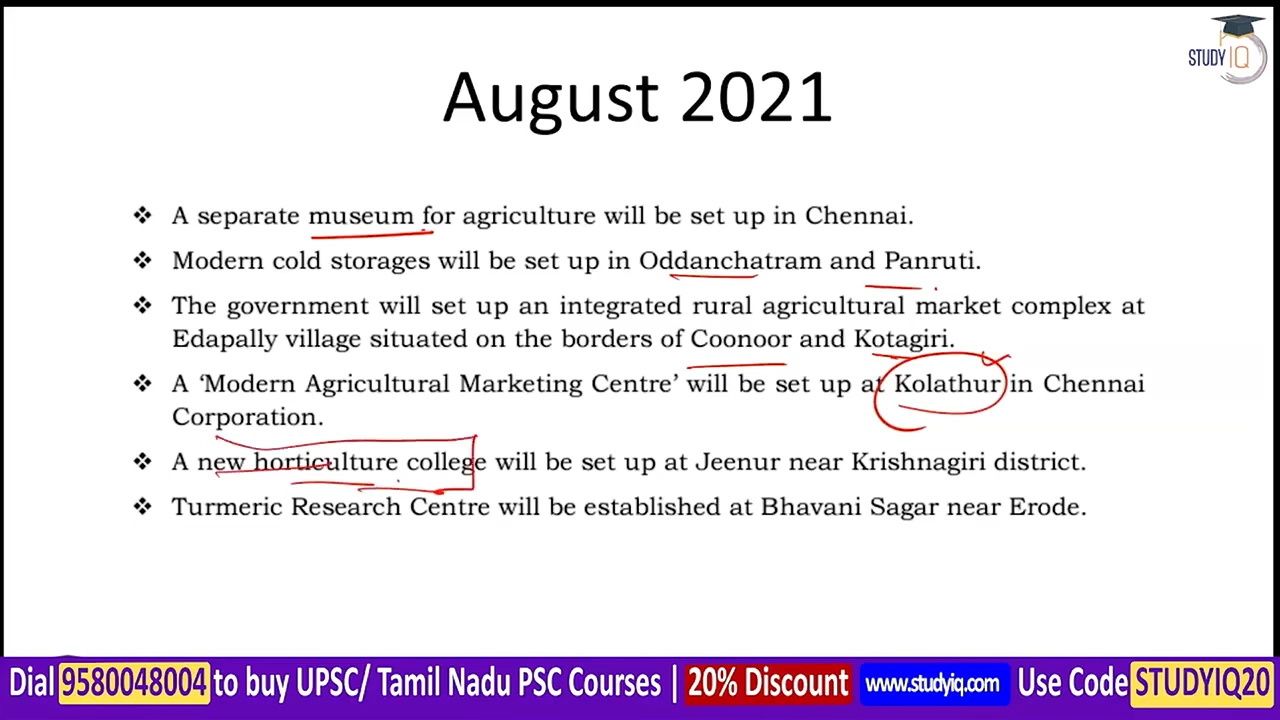 STUDY IQ
August 2021
❖ A separate museum for agriculture will be set up in Chennai.
❖ Modern cold storages will be set up in Oddanchatram and Panruti.
❖ The government will set up an integrated rural agricultural market complex at
Edapally village situated on the borders of Coonoor and Kotagiri.
❖ A ‘Modern Agricultural Marketing Centre’ will be set up at Kolathur in Chennai
Corporation.
❖ A new horticulture college will be set up at Jeenur near Krishnagiri district.
❖ Turmeric Research Centre will be established at Bhavani Sagar near Erode.
Dial 9580048004 to buy UPSC/ Tamil Nadu PSC Courses | 20% Discount www.studyiq.com Use Code STUDYIQ20